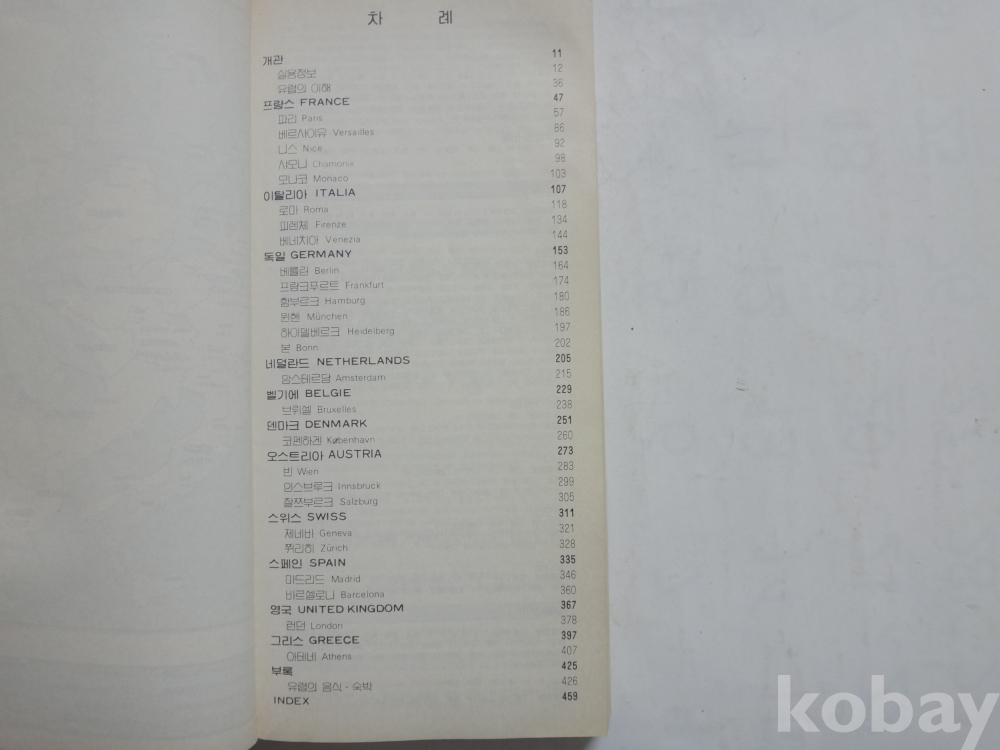 차 례
개관 11
실용정보 12
유럽의 이해 36
프랑스 FRANCE 47
파리 Paris 57
베르사이유 Versailles 86
니스 Nice 92
샤모니 Chamonix 98
모나코 Monaco 103
이탈리아 ITALIA 107
로마 Roma 118
피렌체 Firenze 134
베네치아 Venezia 144
독일 GERMANY 153
베를린 Berlin 164
프랑크푸르트 Frankfurt 174
함부르크 Hamburg 180
뮌헨 München 186
하이델베르크 Heidelberg 197
본 Bonn 202
네덜란드 NETHERLANDS 205
암스테르담 Amsterdam 215
벨기에 BELGIE 229
브뤼셀 Bruxelles 238
덴마크 DENMARK 251
코펜하겐 København 260
오스트리아 AUSTRIA 273
빈 Wien 283
인스브루크 Innsbruck 299
잘쯔부르크 Salzburg 305
스위스 SWISS 311
제네바 Geneva 321
쮜리히 Zürich 328
스페인 SPAIN 335
마드리드 Madrid 346
바르셀로나 Barcelona 360
영국 UNITED KINGDOM 367
런던 London 378
그리스 GREECE 397
아테네 Athens 407
부록 425
유럽의 음식·숙박 426
INDEX 459
kobay